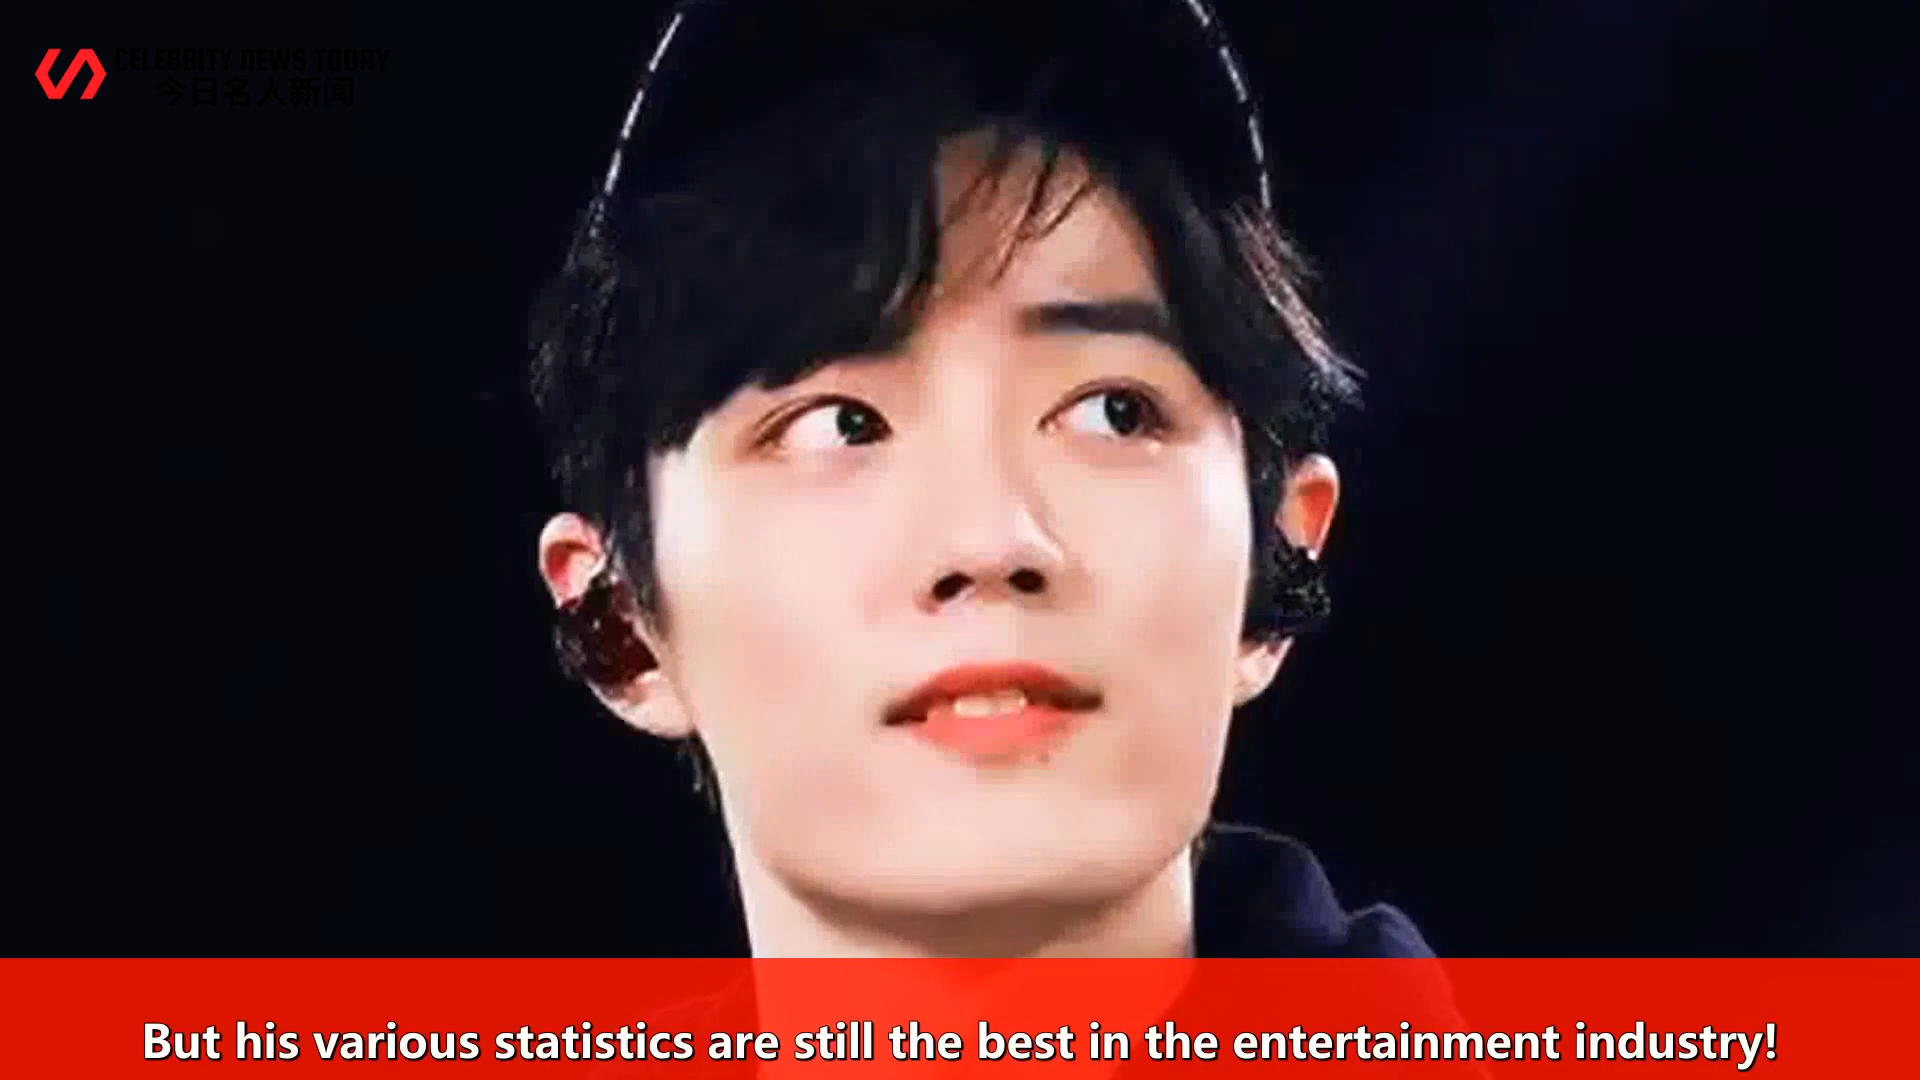 CELEBRITY NEWS TODAY
今日名人新闻
But his various statistics are still the best in the entertainment industry!